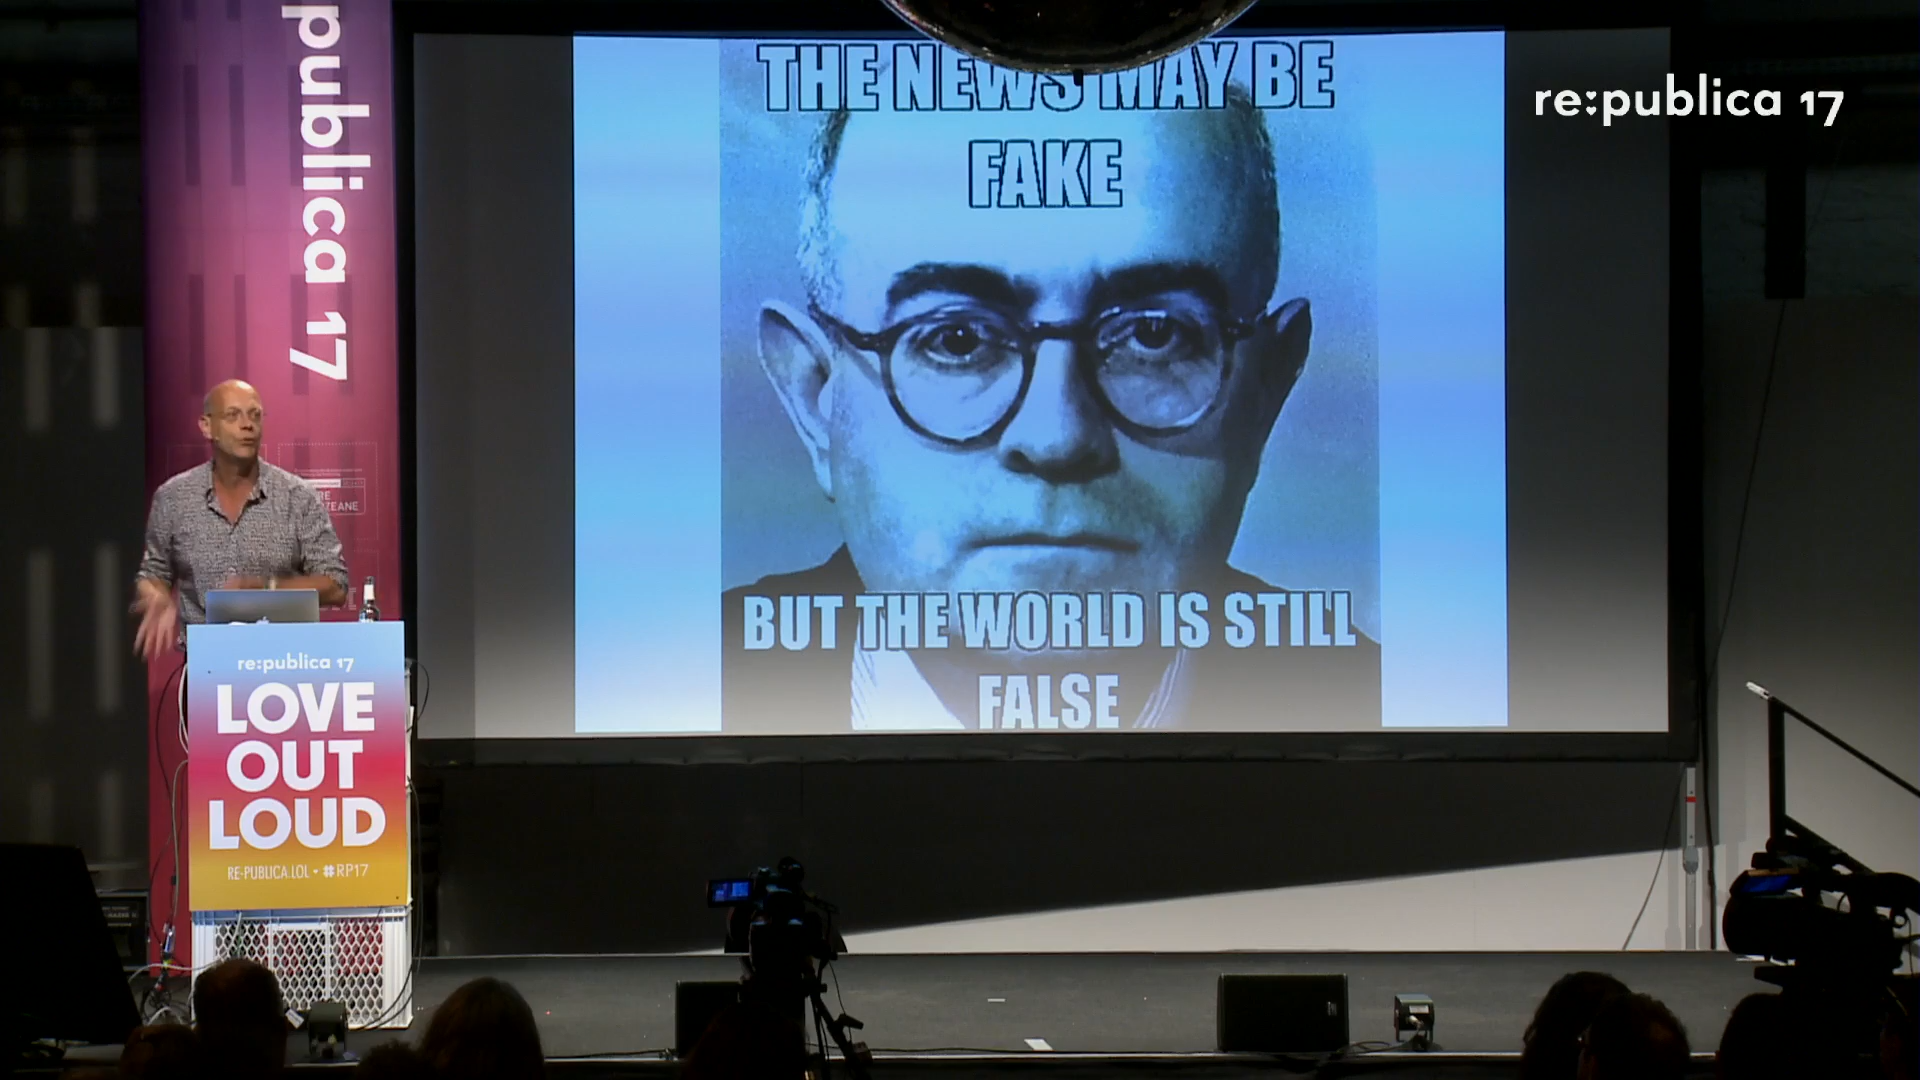 publica 17
THE NEWS MAY BE
FAKE
BUT THE WORLD IS STILL
FALSE
re:publica 17
re:publica 17
LOVE
OUT
LOUD
RE-PUBLICA.LOL • #RP17